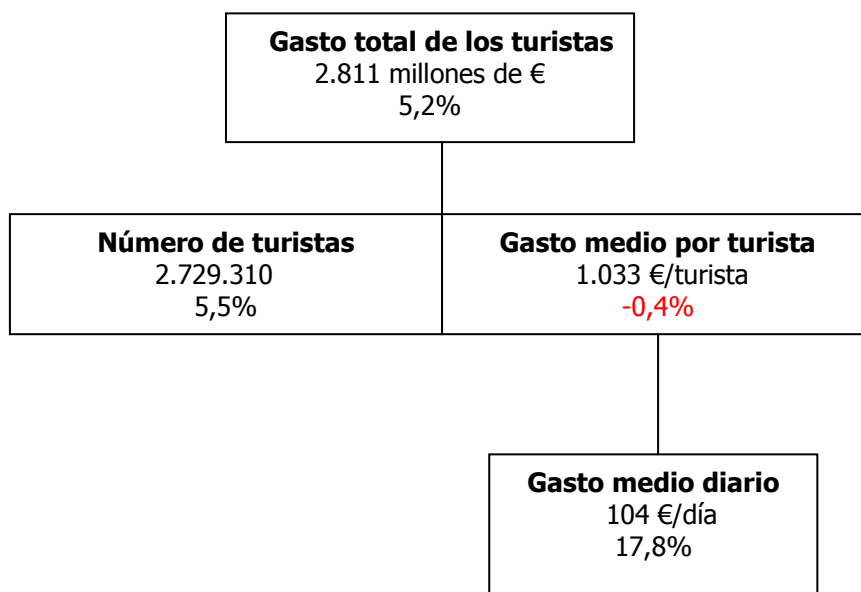 Gasto total de los turistas
2.811 millones de €
5,2%
Número de turistas
2.729.310
5,5%
Gasto medio por turista
1.033 €/turista
-0,4%
Gasto medio diario
104 €/día
17,8%